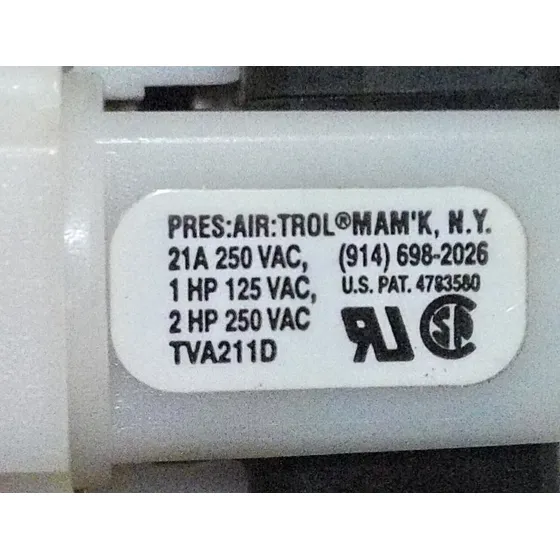 PRES:AIR:TROL®MAM'K, N.Y.
21A 250 VAC, (914) 698-2026
1 HP 125 VAC, U.S. PAT. 4783580
2 HP 250 VAC
TVA211D